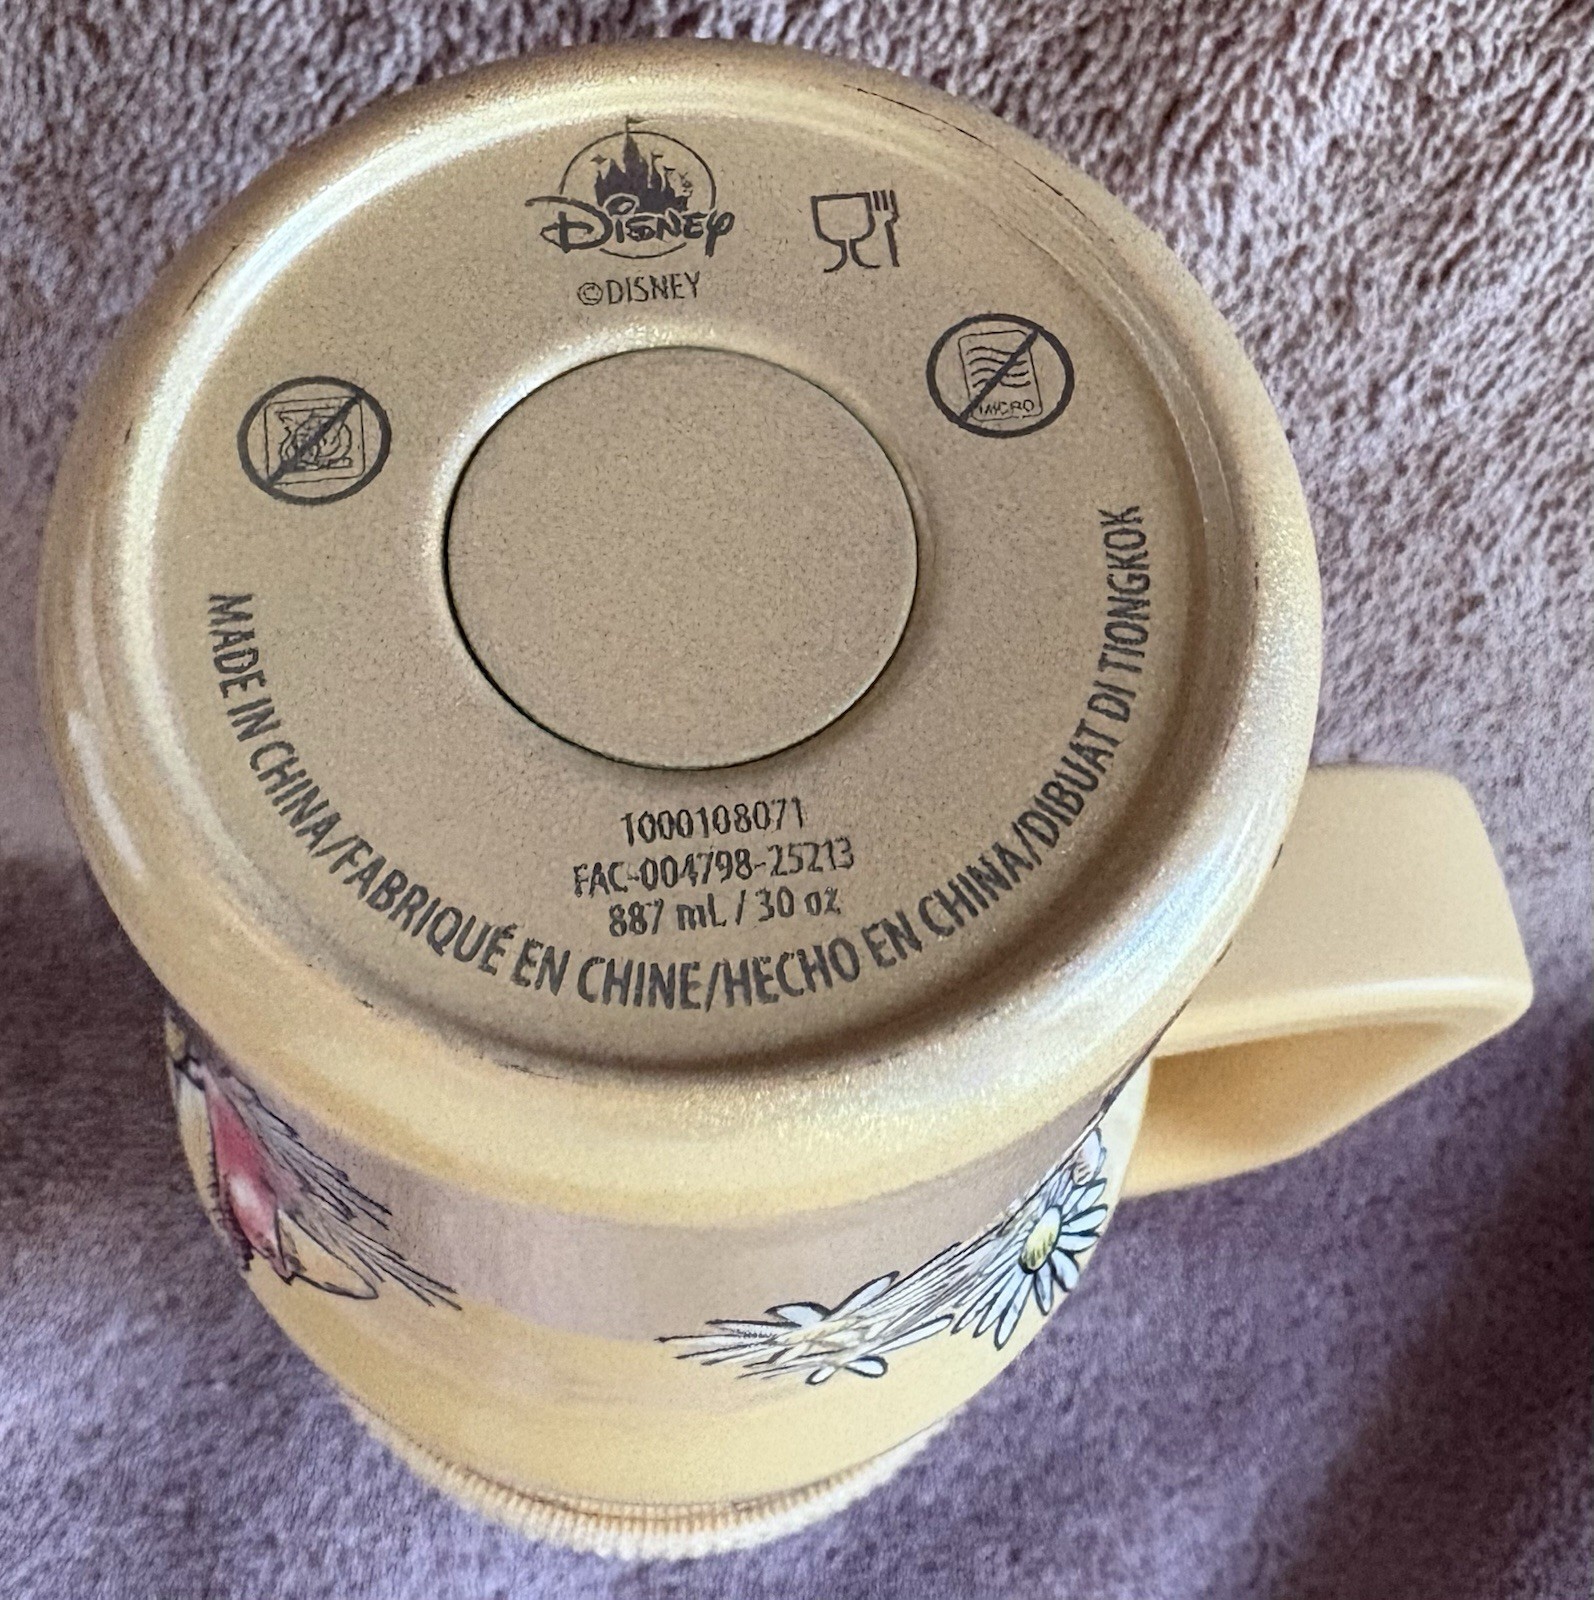 Disney
©DISNEY
MICRO
1000108071
FAC-004798-25213
887 mL / 30 oz
MADE IN CHINA/FABRIQUÉ EN CHINE/HECHO EN CHINA/DIBUAT DI TIONGKOK